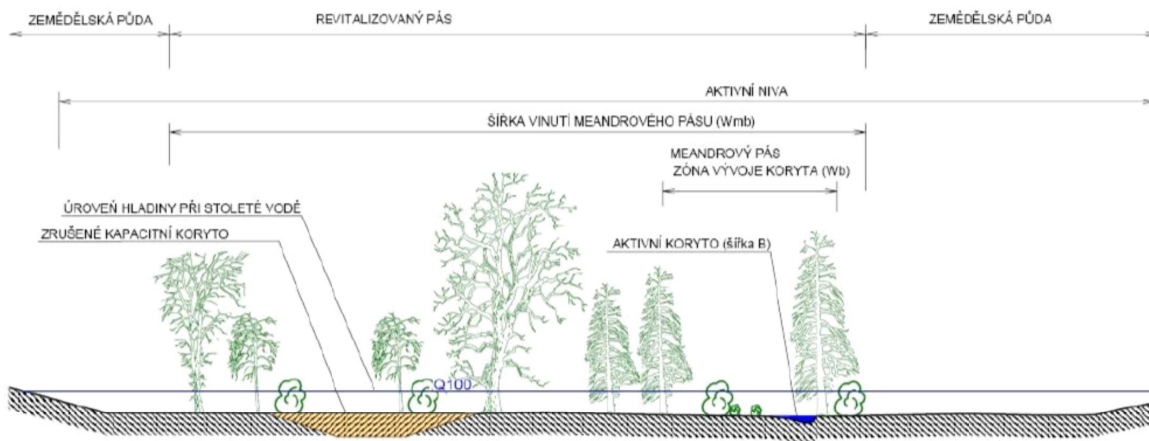 ZEMĚDĚLSKÁ PŮDA
REVITALIZOVANÝ PÁS
ZEMĚDĚLSKÁ PŮDA
AKTIVNÍ NIVA
ŠÍŘKA VINUTÍ MEANDROVÉHO PÁSU (Wmb)
MEANDROVÝ PÁS
ZÓNA VÝVOJE KORYTA (Wb)
ÚROVEŇ HLADINY PŘI STOLETÉ VODĚ
ZRUŠENÉ KAPACITNÍ KORYTO
AKTIVNÍ KORYTO (šířka B)
Q100